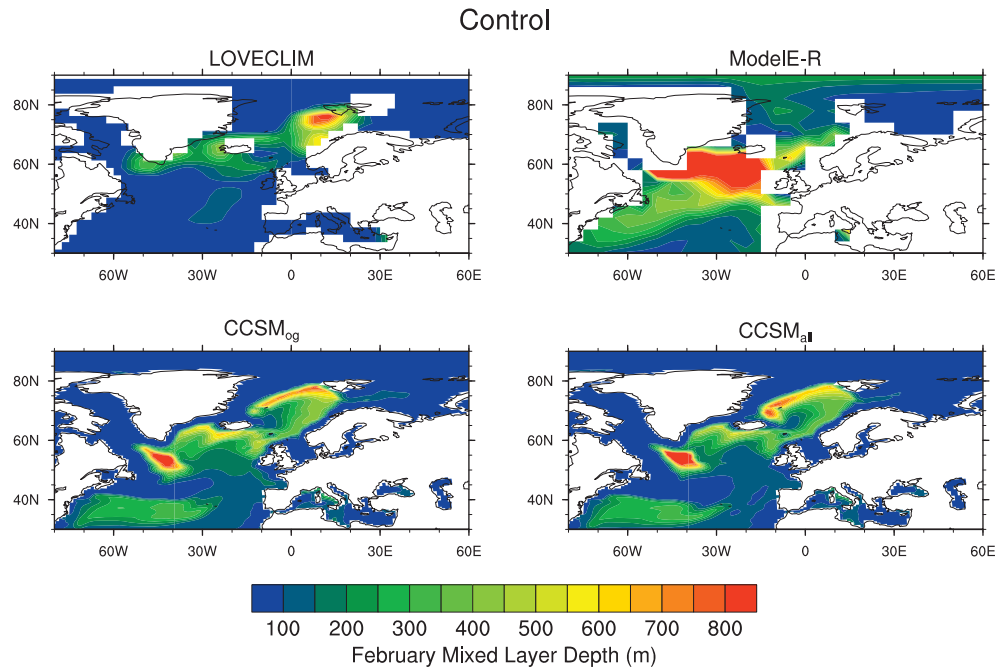 Control
LOVECLIM
ModelE-R
80N
60N
40N
60W
30W
0
30E
60E
80N
60N
40N
60W
30W
0
30E
60E
CCSMog
CCSMall
80N
60N
40N
60W
30W
0
30E
60E
80N
60N
40N
60W
30W
0
30E
60E
100 200 300 400 500 600 700 800
February Mixed Layer Depth (m)